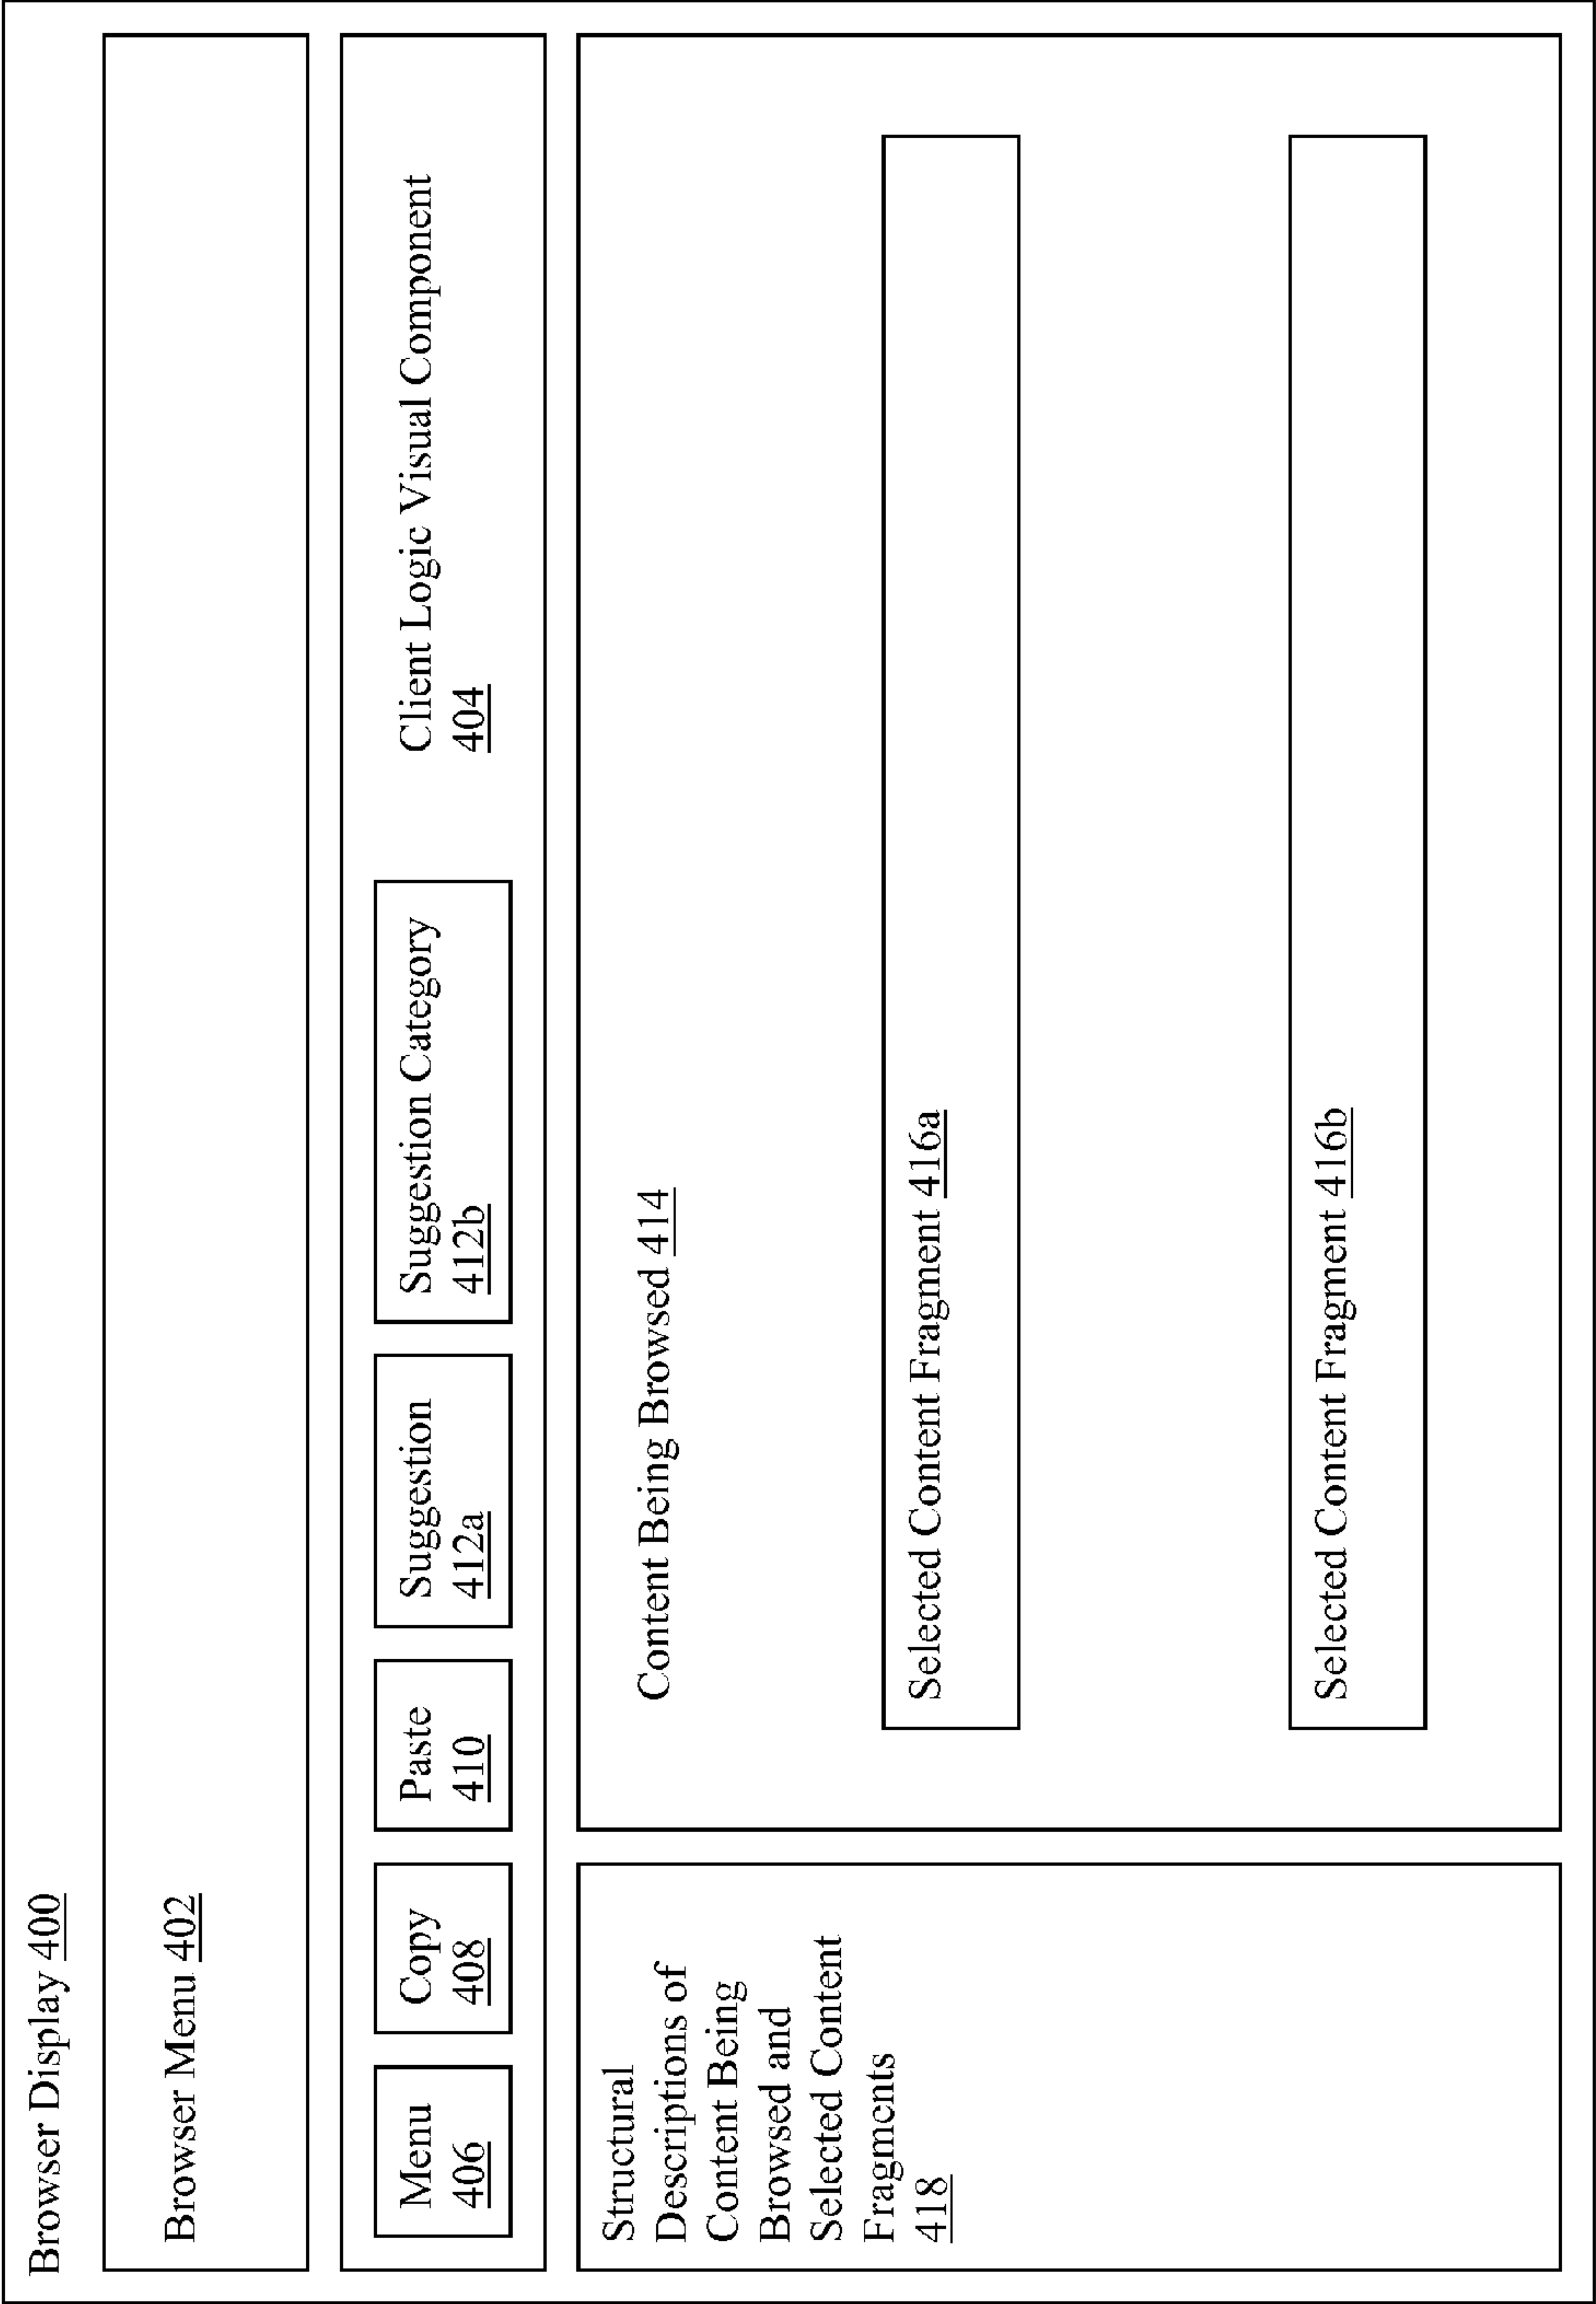 Browser Display 400
Browser Menu 402
Menu
406
Copy
408
Paste
410
Suggestion
412a
Suggestion Category
412b
Client Logic Visual Component
404
Structural
Descriptions of
Content Being
Browsed and
Selected Content
Fragments
418
Content Being Browsed 414
Selected Content Fragment 416a
Selected Content Fragment 416b